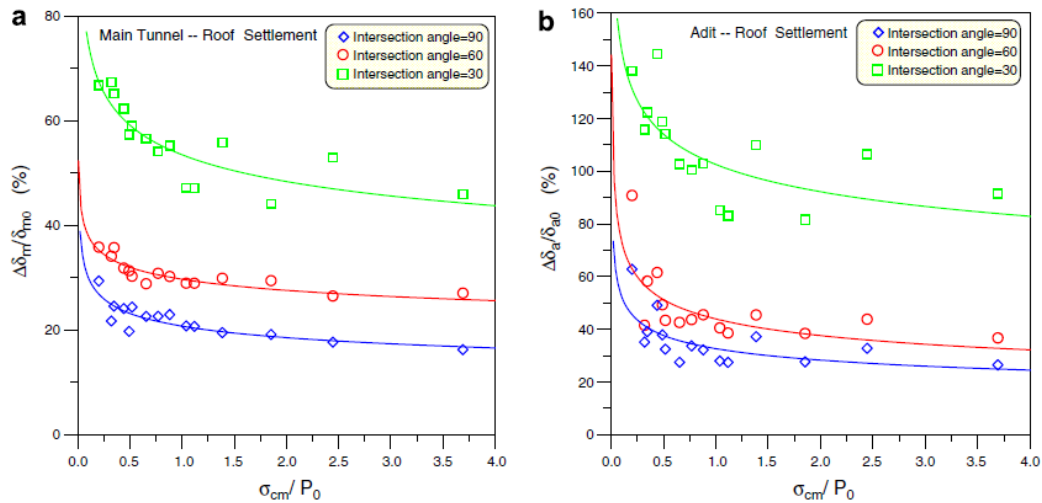 a
Main Tunnel -- Roof Settlement
Intersection angle=90
Intersection angle=60
Intersection angle=30
80
60
40
20
0
Δδm/δmo (%)
0.0 0.5 1.0 1.5 2.0 2.5 3.0 3.5 4.0
σcm/ P0
b
Adit -- Roof Settlement
Intersection angle=90
Intersection angle=60
Intersection angle=30
160
140
120
100
80
60
40
20
0
Δδa/δa0 (%)
0.0 0.5 1.0 1.5 2.0 2.5 3.0 3.5 4.0
σcm/ P0